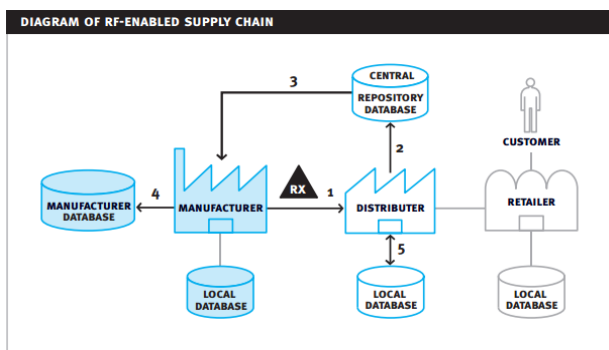 DIAGRAM OF RF-ENABLED SUPPLY CHAIN
CENTRAL
REPOSITORY
DATABASE
3
CUSTOMER
2
RX
1
4
MANUFACTURER
DATABASE
MANUFACTURER
DISTRIBUTER
RETAILER
5
LOCAL
DATABASE
LOCAL
DATABASE
LOCAL
DATABASE